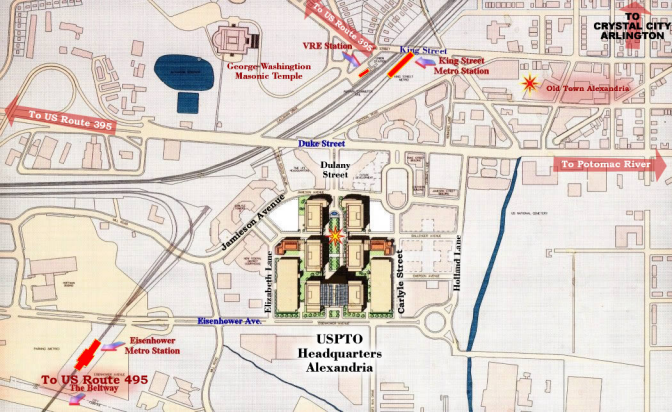 TO
CRYSTAL CITY
ARLINGTON
To US Route 395
VRE Station
King Street
King Street
Metro Station
George Washington
Masonic Temple
Old Town Alexandria
To US Route 395
Duke Street
To Potomac River
Dulany
Street
Jamieson Avenue
Elizabeth Lane
Carlyle Street
Holland Lane
Eisenhower Ave.
USPTO
Headquarters
Alexandria
Eisenhower
Metro Station
To US Route 495
The Beltway